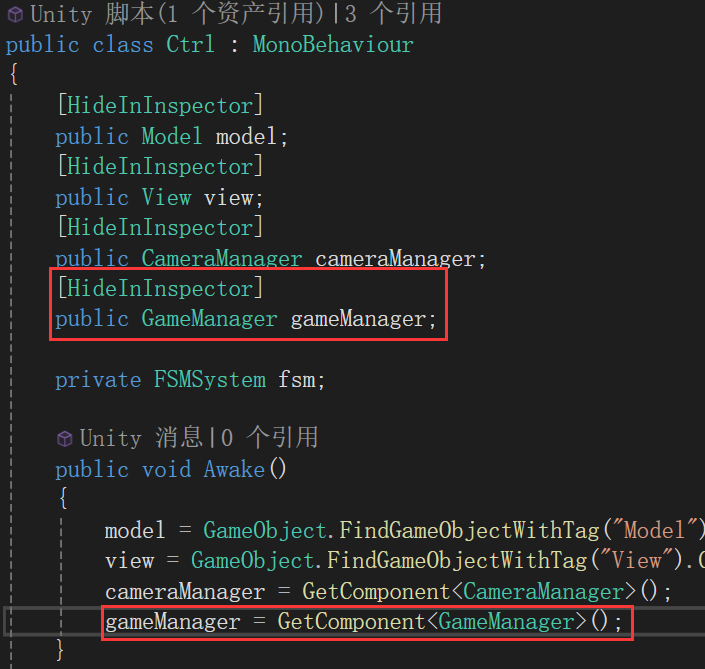 Unity 脚本(1 个资产引用)|3 个引用
public class Ctrl : MonoBehaviour
{
[HideInInspector]
public Model model;
[HideInInspector]
public View view;
[HideInInspector]
public CameraManager cameraManager;
[HideInInspector]
public GameManager gameManager;
private FSMSystem fsm;
Unity 消息|0 个引用
public void Awake()
{
model = GameObject.FindGameObjectWithTag("Model")
view = GameObject.FindGameObjectWithTag("View").
cameraManager = GetComponent<CameraManager>();
gameManager = GetComponent<GameManager>();
}